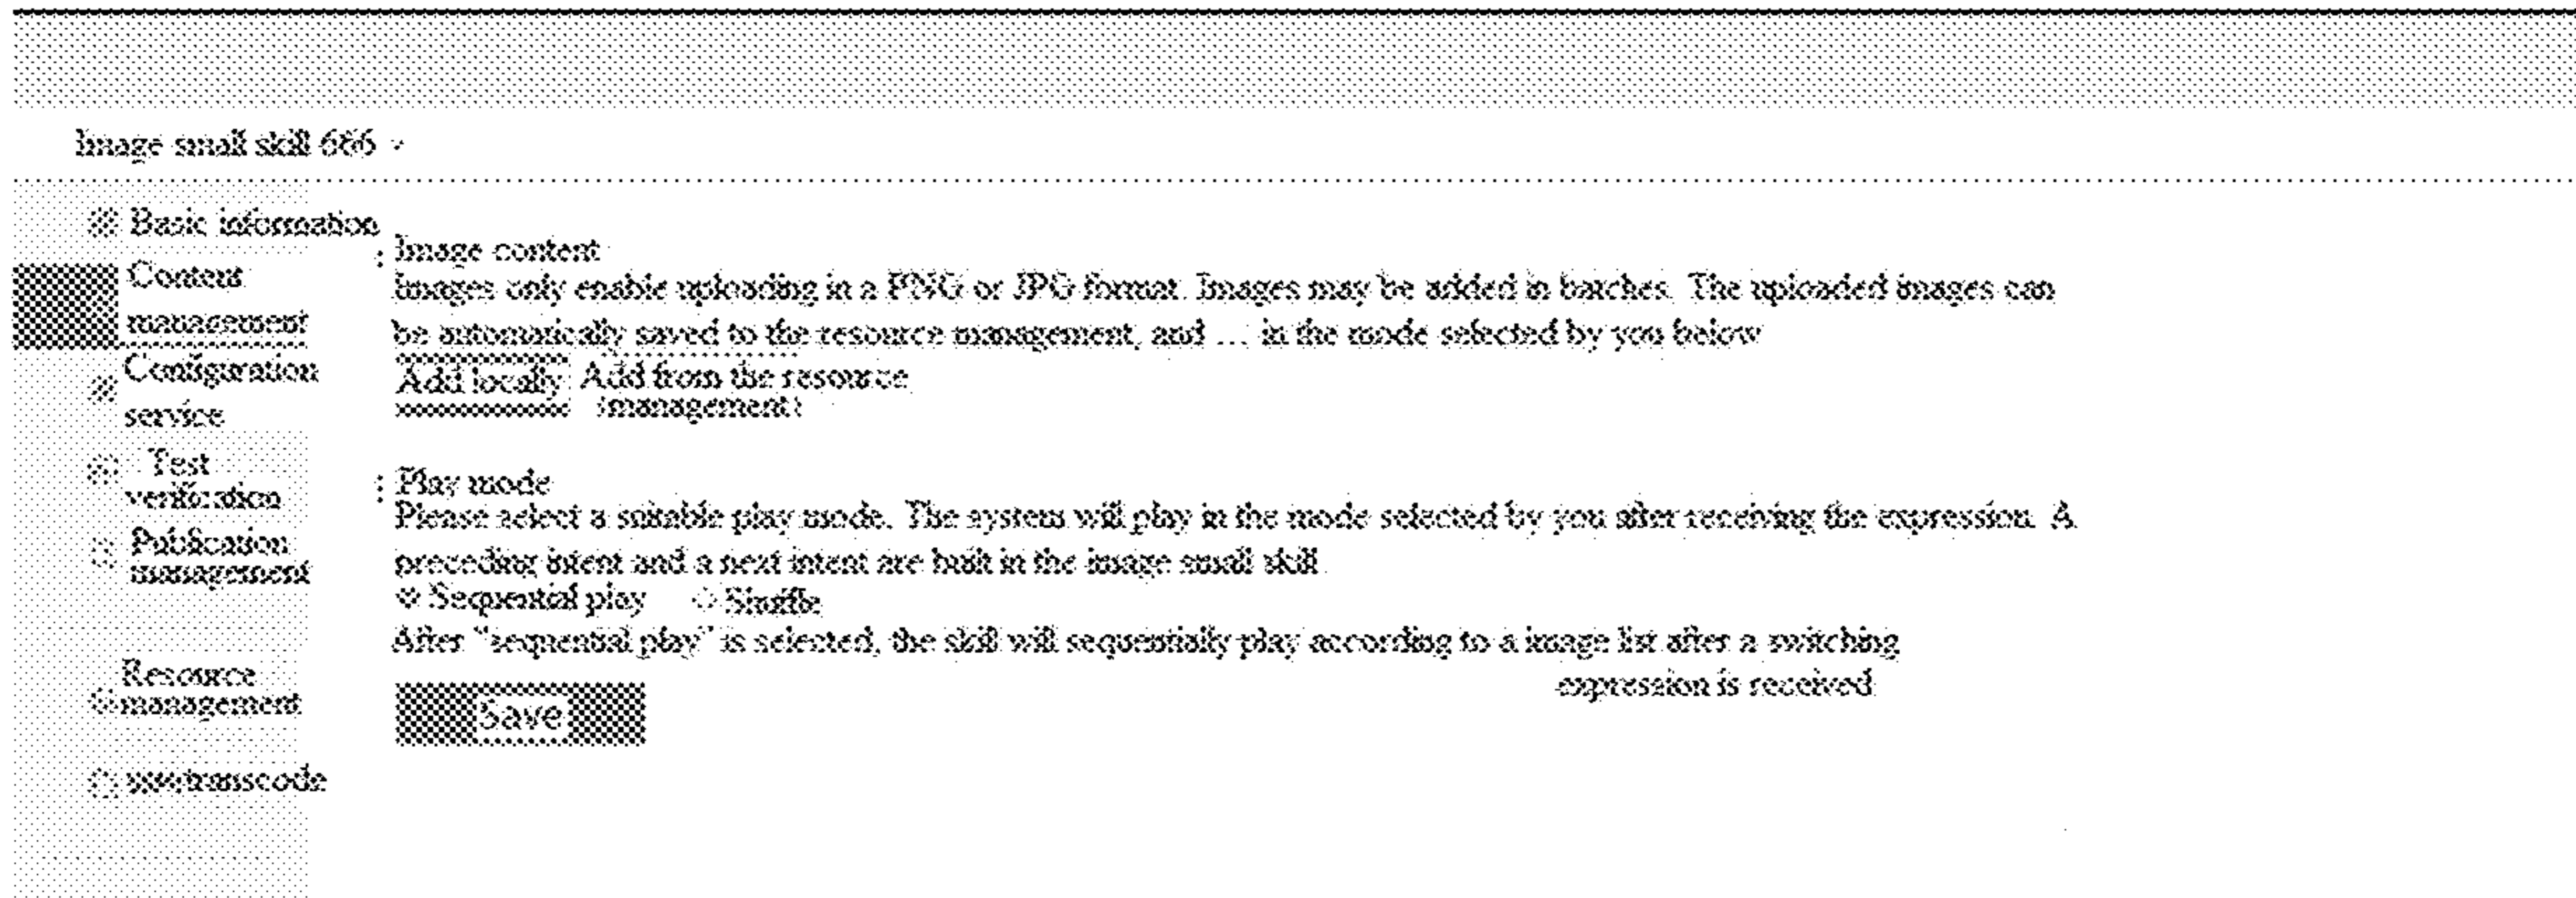 Image small skill 666
Basic information
Content
management
Configuration
service
Test
verification
Publication
management
Resource
management
transcode
Image content
Images only enable uploading in a PNG or JPG format. Images may be added in batches. The uploaded images can
be automatically saved to the resource management, and … in the mode selected by you below
Add locally
Add from the resource
management
Play mode
Please select a suitable play mode. The system will play in the mode selected by you after receiving the expression. A
preceding intent and a next intent are built in the image small skill
Sequential play
Shuffle
After "sequential play" is selected, the skill will sequentially play according to a image list after a switching
expression is received
Save